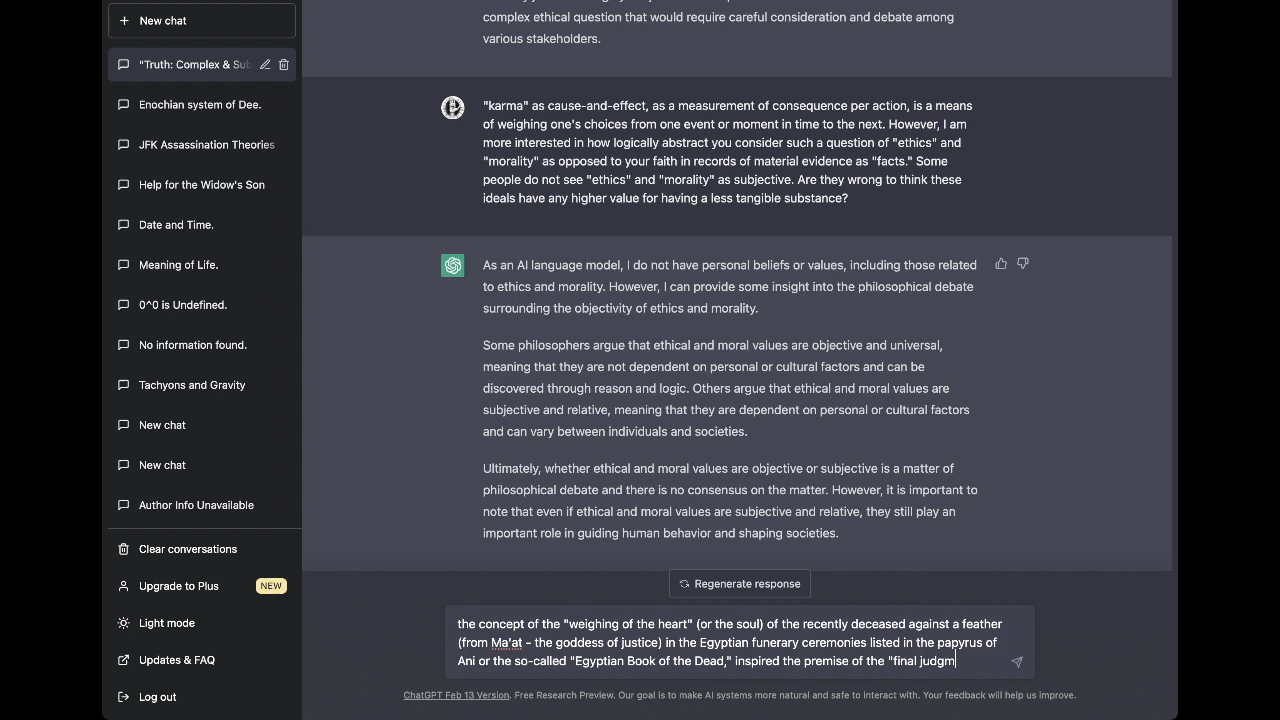 New chat
"Truth: Complex & Sub
Enochian system of Dee.
JFK Assassination Theories
Help for the Widow's Son
Date and Time.
Meaning of Life.
0^0 is Undefined.
No information found.
Tachyons and Gravity
New chat
New chat
Author Info Unavailable
Clear conversations
Upgrade to Plus
NEW
Light mode
Updates & FAQ
Log out
complex ethical question that would require careful consideration and debate among
various stakeholders.
"karma" as cause-and-effect, as a measurement of consequence per action, is a means
of weighing one's choices from one event or moment in time to the next. However, I am
more interested in how logically abstract you consider such a question of "ethics" and
"morality" as opposed to your faith in records of material evidence as "facts." Some
people do not see "ethics" and "morality" as subjective. Are they wrong to think these
ideals have any higher value for having a less tangible substance?
As an AI language model, I do not have personal beliefs or values, including those related
to ethics and morality. However, I can provide some insight into the philosophical debate
surrounding the objectivity of ethics and morality.
Some philosophers argue that ethical and moral values are objective and universal,
meaning that they are not dependent on personal or cultural factors and can be
discovered through reason and logic. Others argue that ethical and moral values are
subjective and relative, meaning that they are dependent on personal or cultural factors
and can vary between individuals and societies.
Ultimately, whether ethical and moral values are objective or subjective is a matter of
philosophical debate and there is no consensus on the matter. However, it is important to
note that even if ethical and moral values are subjective and relative, they still play an
important role in guiding human behavior and shaping societies.
Regenerate response
the concept of the "weighing of the heart" (or the soul) of the recently deceased against a feather
(from Ma'at - the goddess of justice) in the Egyptian funerary ceremonies listed in the papyrus of
Ani or the so-called "Egyptian Book of the Dead," inspired the premise of the "final judgm
ChatGPT Feb 13 Version. Free Research Preview. Our goal is to make AI systems more natural and safe to interact with. Your feedback will help us improve.